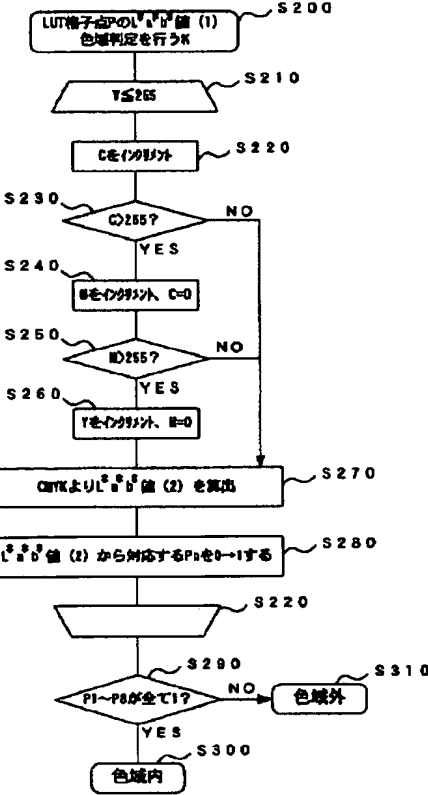 S200
LUT格子点PのL*a*b*値(1)
色域判定を行うK
S210
Y≦255
S220
Cをインクリメント
S230
C>255?
NO
YES
S240
Mをインクリメント、C=0
S250
M>255?
NO
YES
S260
Yをインクリメント、M=0
S270
CMYKよりL*a*b*値(2)を算出
S280
L*a*b*値(2)から対応するPnを0→1する
S220
S290
P1~P8が全て1?
NO
S310
色域外
YES
S300
色域内